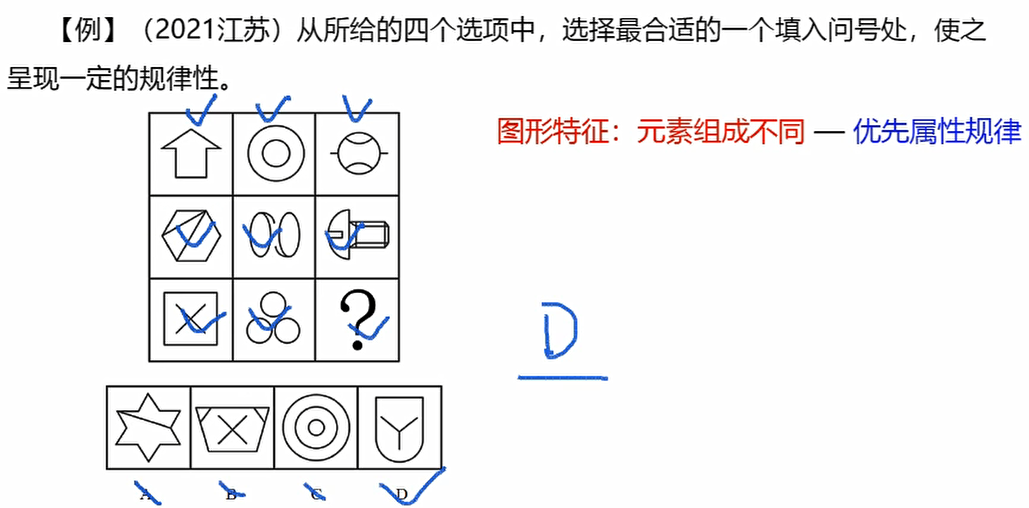 【例】（2021江苏）从所给的四个选项中，选择最合适的一个填入问号处，使之
呈现一定的规律性。
图形特征：元素组成不同 — 优先属性规律
?
D
A B C D